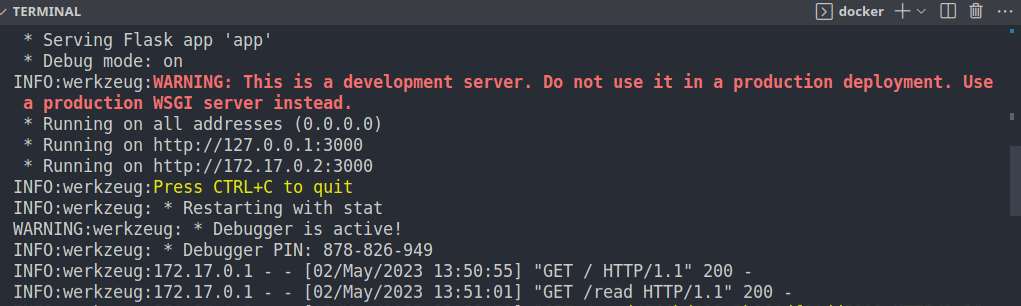 TERMINAL
docker
* Serving Flask app 'app'
* Debug mode: on
INFO:werkzeug:WARNING: This is a development server. Do not use it in a production deployment. Use
a production WSGI server instead.
* Running on all addresses (0.0.0.0)
* Running on http://127.0.0.1:3000
* Running on http://172.17.0.2:3000
INFO:werkzeug:Press CTRL+C to quit
INFO:werkzeug: * Restarting with stat
WARNING:werkzeug: * Debugger is active!
INFO:werkzeug: * Debugger PIN: 878-826-949
INFO:werkzeug:172.17.0.1 - - [02/May/2023 13:50:55] "GET / HTTP/1.1" 200 -
INFO:werkzeug:172.17.0.1 - - [02/May/2023 13:51:01] "GET /read HTTP/1.1" 200 -